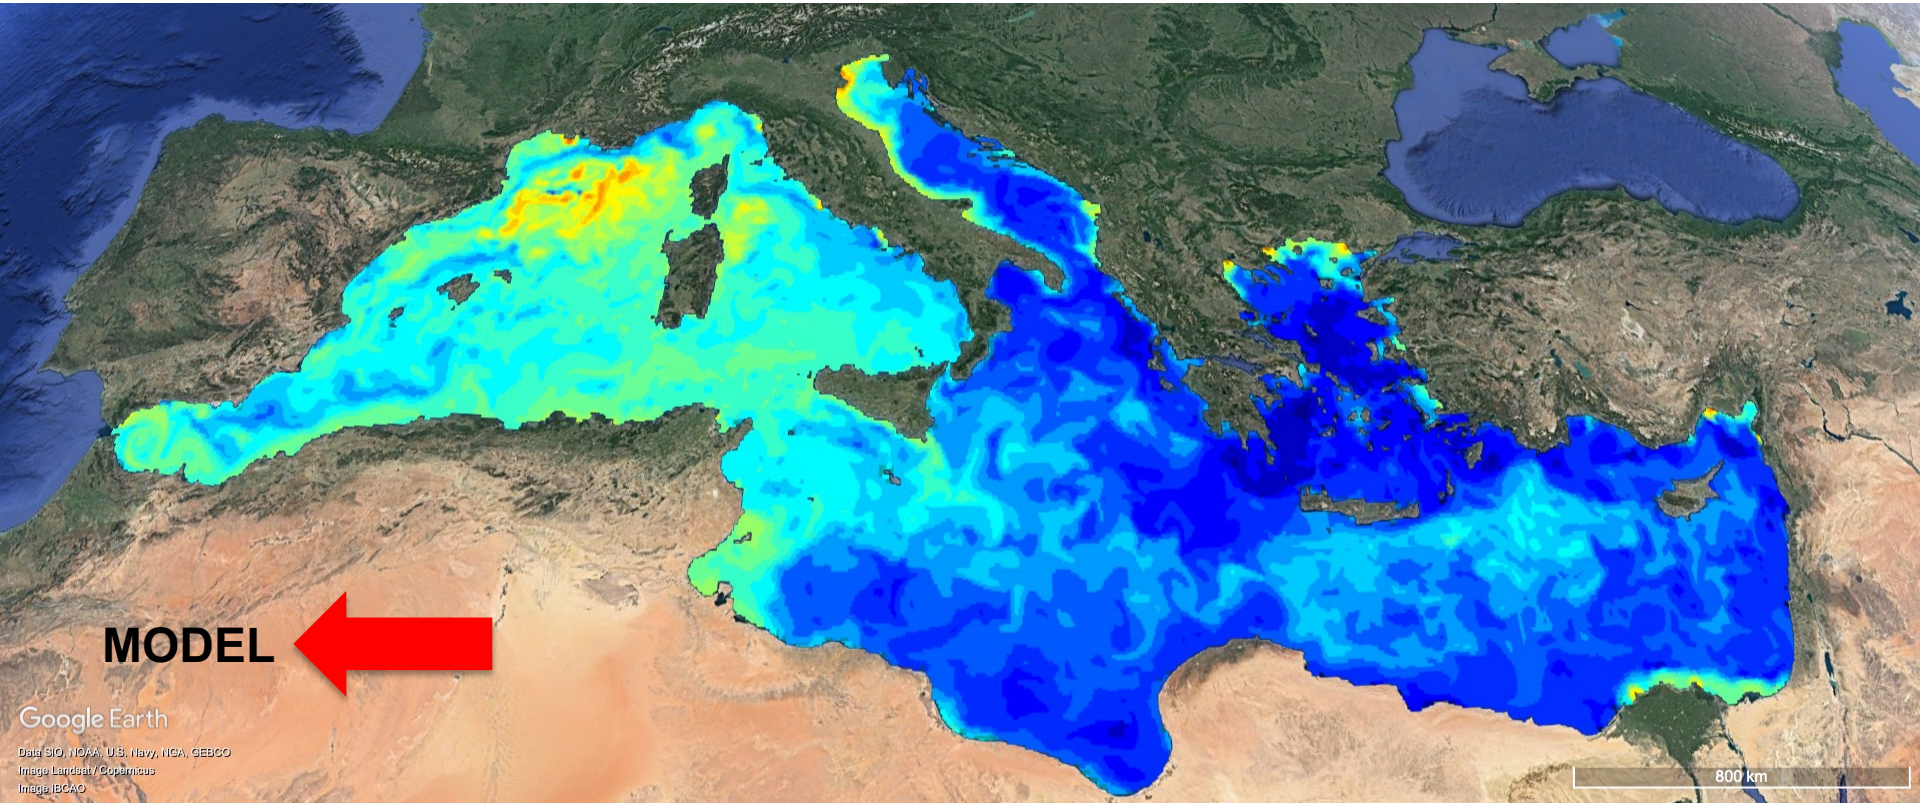 MODEL
Google Earth
Data SIO, NOAA, U.S. Navy, NGA, GEBCO
Image Landsat / Copernicus
Image IBCAO
800 km